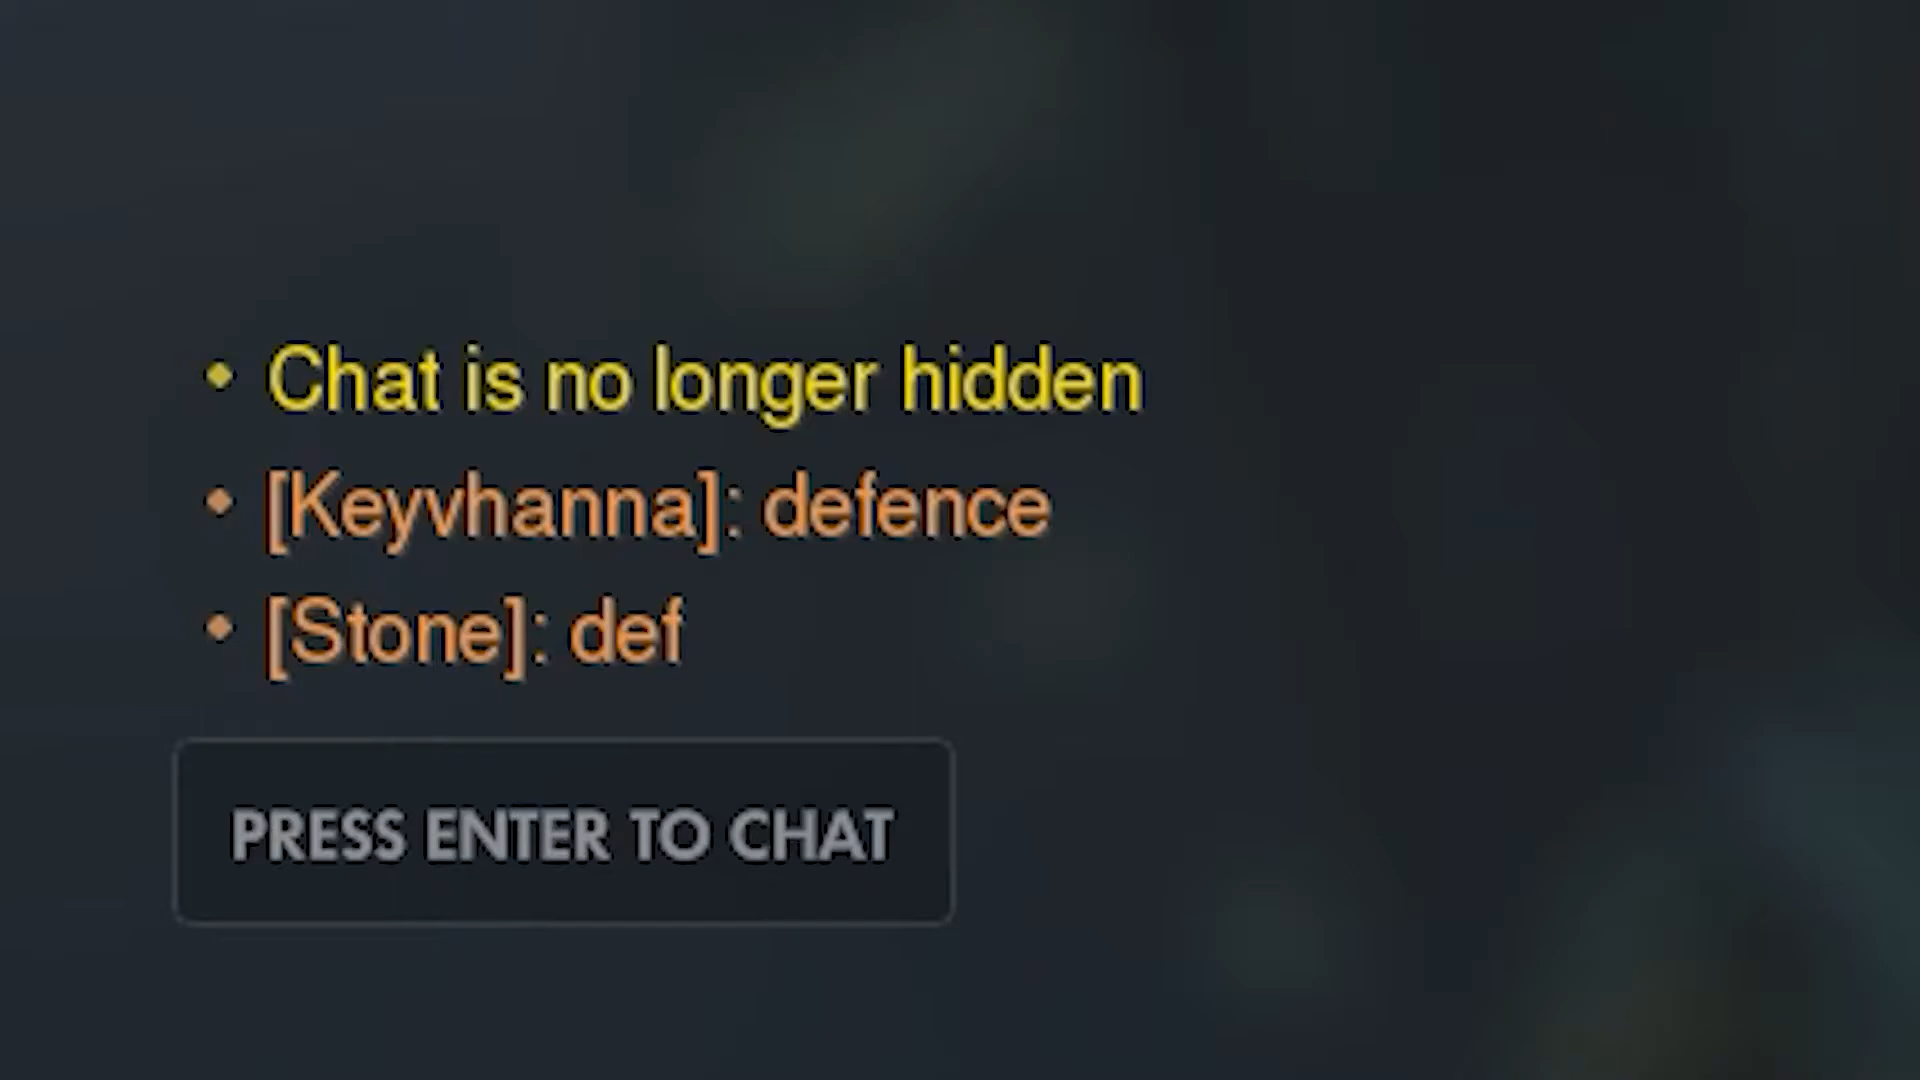 • Chat is no longer hidden
• [Keyvhanna]: defence
• [Stone]: def
PRESS ENTER TO CHAT